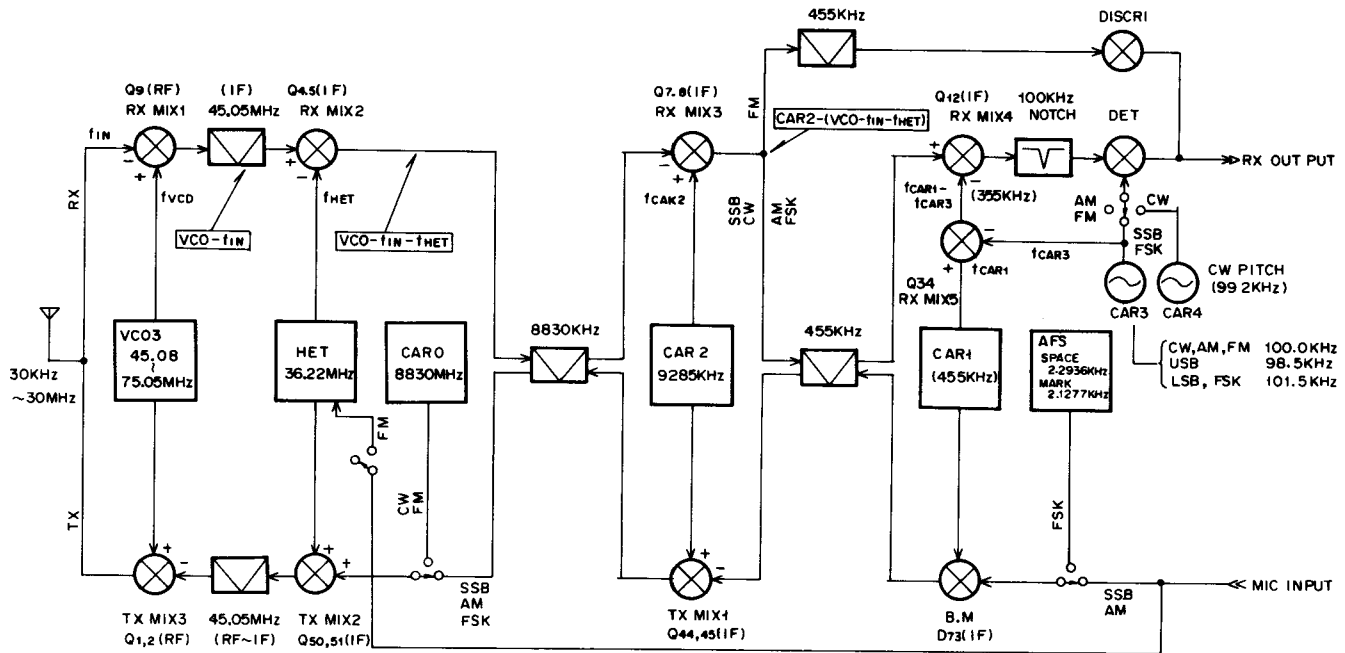 455KHz
DISCRI
Q9(RF)
RX MIX1
(IF)
45.05MHz
Q4.5(IF)
RX MIX2
Q7.8(IF)
RX MIX3
FM
CAR2-(VCO-fIN-fHET)
Q12(IF)
RX MIX4
100KHz
NOTCH
DET
RX OUT PUT
fIN
RX
fVCD
VCO-fIN
fHET
VCO-fIN-fHET
fCAK2
SSB
CW
AM
FSK
fCAR1-
fCAR3
(355KHz)
AM
FM
CW
SSB
FSK
fCAR3
fCAR1
Q34
RX MIX5
CW PITCH
(99.2KHz)
CAR3
CAR4
30KHz
~30MHz
VCO3
45.08
~
75.05MHz
HET
36.22MHz
CAR0
8830MHz
8830KHz
CAR 2
9285KHz
455KHz
CAR1
(455KHz)
AFS
SPACE
2.2936KHz
MARK
2.1277KHz
CW,AM,FM 100.0KHz
USB 98.5KHz
LSB, FSK 101.5KHz
FM
TX
CW
FM
FSK
SSB
AM
FSK
SSB
AM
MIC INPUT
TX MIX3
Q1,2(RF)
45.05MHz
(RF~IF)
TX MIX2
Q50,51(IF)
TX MIX1
Q44,45(IF)
B.M
D73(IF)